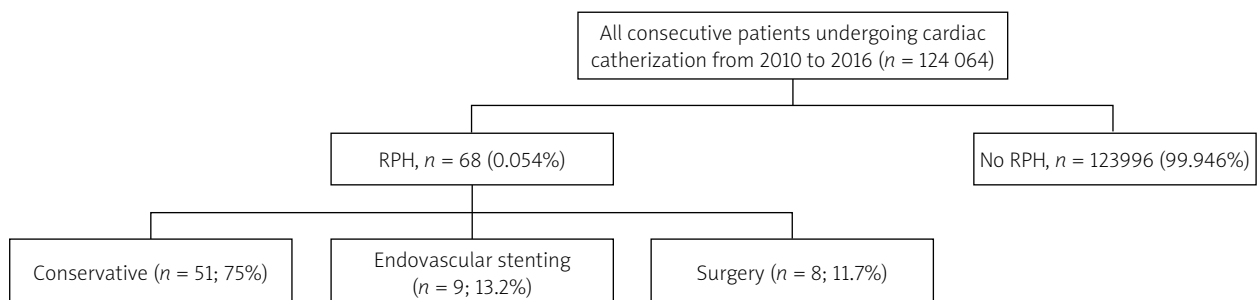 All consecutive patients undergoing cardiac
catherization from 2010 to 2016 (n = 124 064)
RPH, n = 68 (0.054%)
No RPH, n = 123996 (99.946%)
Conservative (n = 51; 75%)
Endovascular stenting
(n = 9; 13.2%)
Surgery (n = 8; 11.7%)